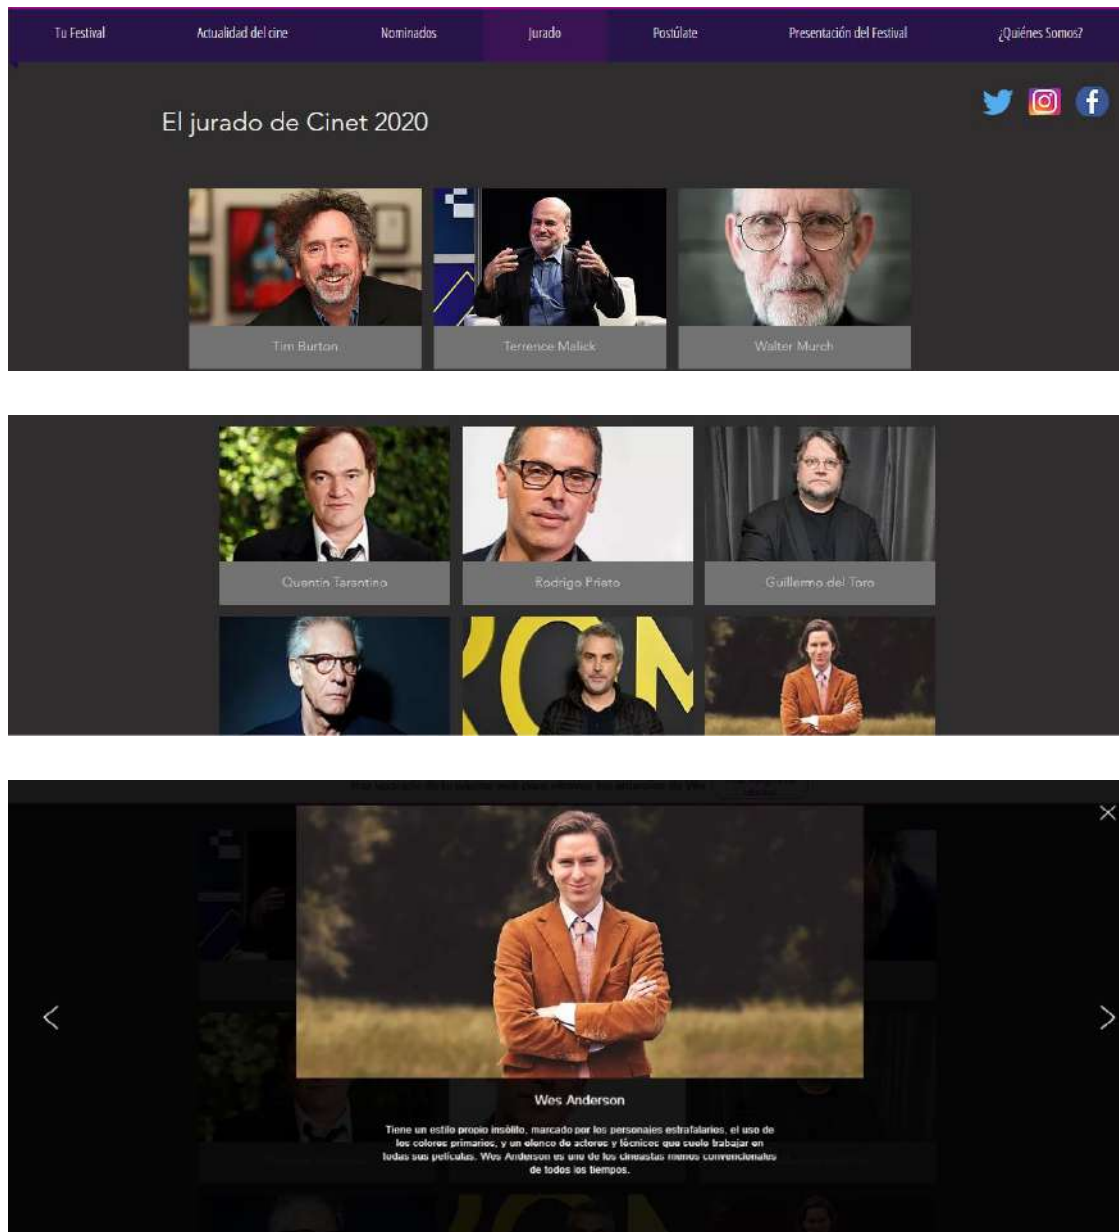 Tu Festival
Actualidad del cine
Nominados
Jurado
Postúlate
Presentación del Festival
¿Quiénes Somos?
El jurado de Cinet 2020
Tim Burton
Terrence Malick
Walter Murch
Quentin Tarantino
Rodrigo Prieto
Guillermo del Toro
Wes Anderson
Tiene un estilo propio insólito, marcado por los personajes estrafalarios, el uso de
los colores primarios, y un elenco de actores y técnicos que suele trabajar en
todas sus películas. Wes Anderson es uno de los cineastas menos convencionales
de todos los tiempos.